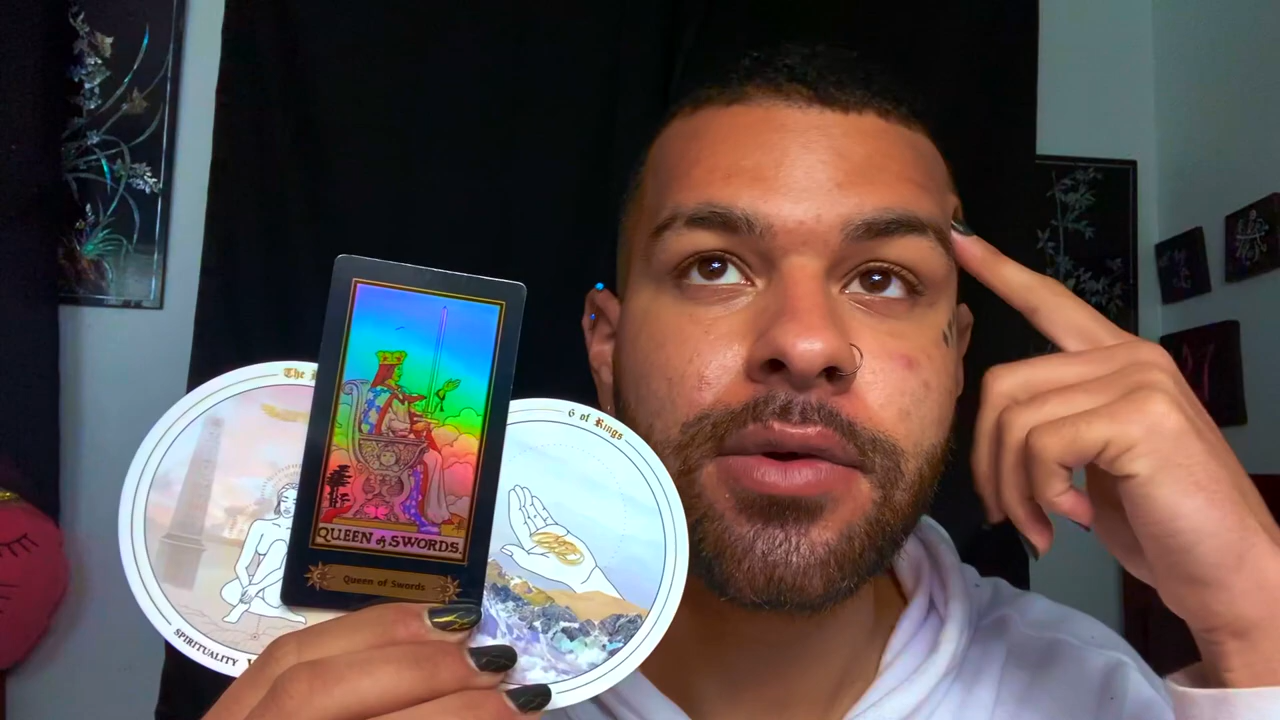 The
SPIRITUALITY
QUEEN of SWORDS.
Queen of Swords
6 of Rings